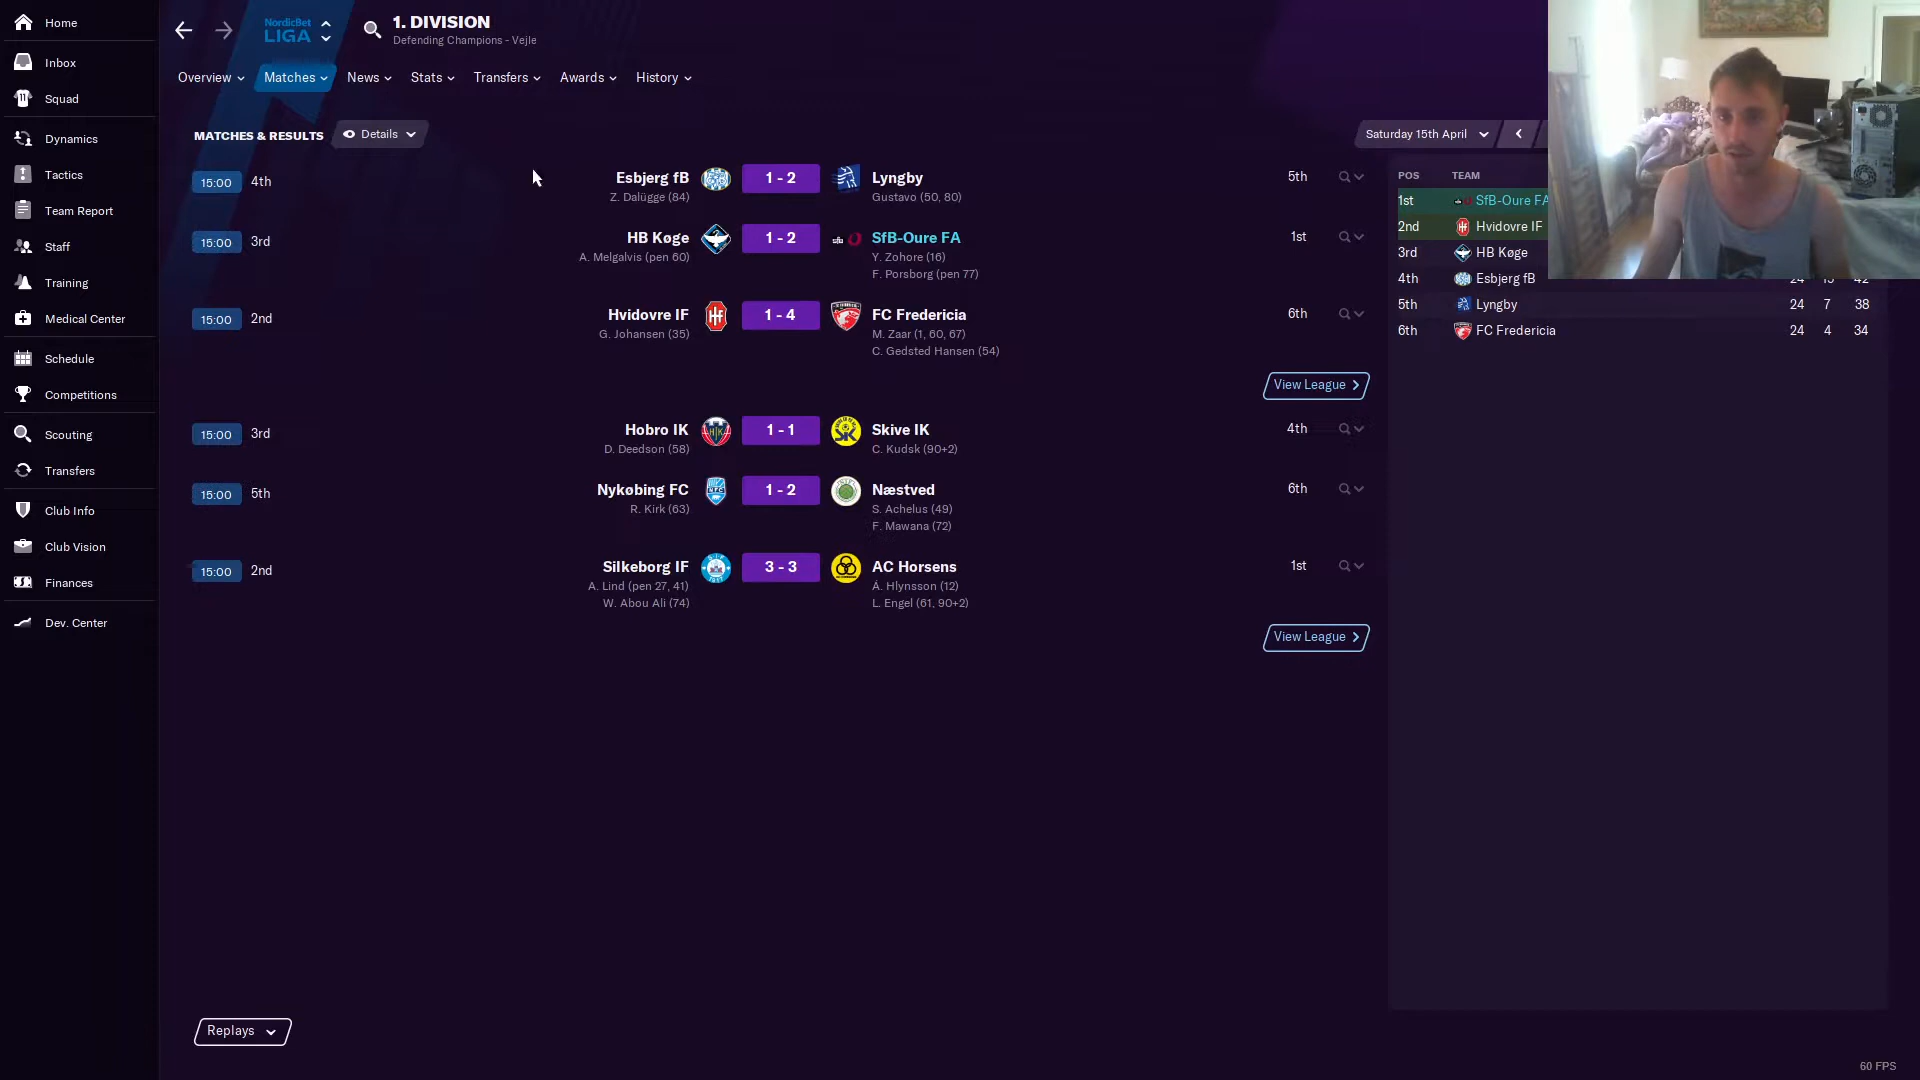 Home
Inbox
Squad
Dynamics
Tactics
Team Report
Staff
Training
Medical Center
Schedule
Competitions
Scouting
Transfers
Club Info
Club Vision
Finances
Dev. Center
NordicBet
LIGA
1. DIVISION
Defending Champions - Vejle
Overview Matches News Stats Transfers Awards History
MATCHES & RESULTS Details Saturday 15th April
15:00 4th Esbjerg fB 1 - 2 Lyngby 5th
Z. Dalügge (84) Gustavo (50, 80)
15:00 3rd HB Køge 1 - 2 SfB-Oure FA 1st
A. Melgalvis (pen 60) Y. Zohore (16)
F. Porsborg (pen 77)
15:00 2nd Hvidovre IF 1 - 4 FC Fredericia 6th
G. Johansen (35) M. Zaar (1, 60, 67)
C. Gedsted Hansen (54)
View League
15:00 3rd Hobro IK 1 - 1 Skive IK 4th
D. Deedson (58) C. Kudsk (90+2)
15:00 5th Nykøbing FC 1 - 2 Næstved 6th
R. Kirk (63) S. Achelus (49)
F. Mawana (72)
15:00 2nd Silkeborg IF 3 - 3 AC Horsens 1st
A. Lind (pen 27, 41) Á. Hlynsson (12)
W. Abou Ali (74) L. Engel (61, 90+2)
View League
POS TEAM
1st SfB-Oure FA
2nd Hvidovre IF
3rd HB Køge
4th Esbjerg fB 24 13 42
5th Lyngby 24 7 38
6th FC Fredericia 24 4 34
Replays
60 FPS